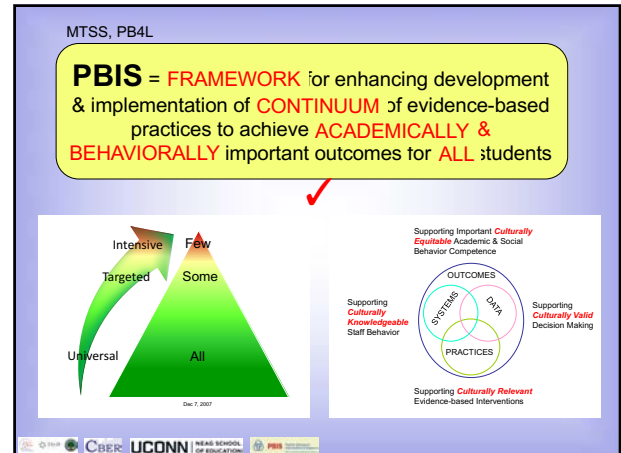 MTSS, PB4L
PBIS = FRAMEWORK for enhancing development
& implementation of CONTINUUM of evidence-based
practices to achieve ACADEMICALLY &
BEHAVIORALLY important outcomes for ALL students
✓
Intensive Few
Targeted Some
Universal All
Dec 7, 2007
Supporting Important Culturally
Equitable Academic & Social
Behavior Competence
OUTCOMES
SYSTEMS
DATA
PRACTICES
Supporting
Culturally
Knowledgeable
Staff Behavior
Supporting
Culturally Valid
Decision Making
Supporting Culturally Relevant
Evidence-based Interventions
CBER UCONN NEAG SCHOOL OF EDUCATION PBIS